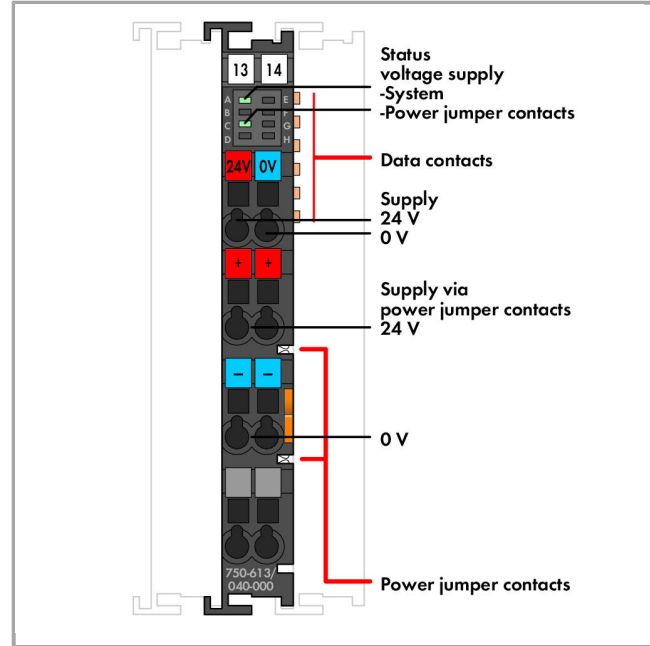 13 14
Status
voltage supply
-System
-Power jumper contacts
A E
B F
C G
D H
Data contacts
24V 0V
Supply
24 V
0 V
+ +
Supply via
power jumper contacts
24 V
− −
0 V
750-613/
040-000
Power jumper contacts